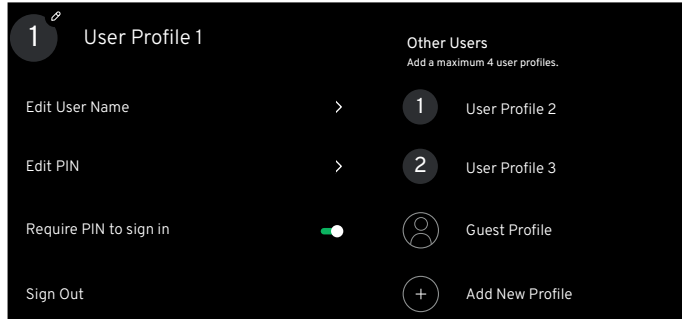 1
User Profile 1
Edit User Name
Edit PIN
Require PIN to sign in
Sign Out
Other Users
Add a maximum 4 user profiles.
1
User Profile 2
2
User Profile 3
Guest Profile
Add New Profile